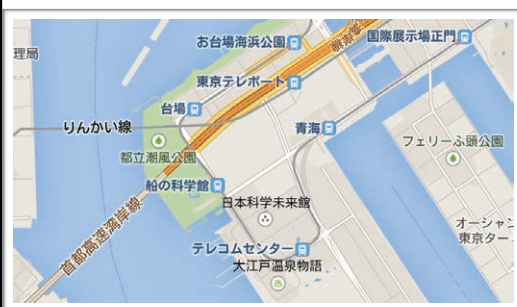 理局
お台場海浜公園
国際展示場正門
東京テレポート
台場
りんかい線
青海
都立潮風公園
フェリーふ頭公園
船の科学館
日本科学未来館
オーシャン
東京ター
首都高速湾岸線
テレコムセンター
大江戸温泉物語